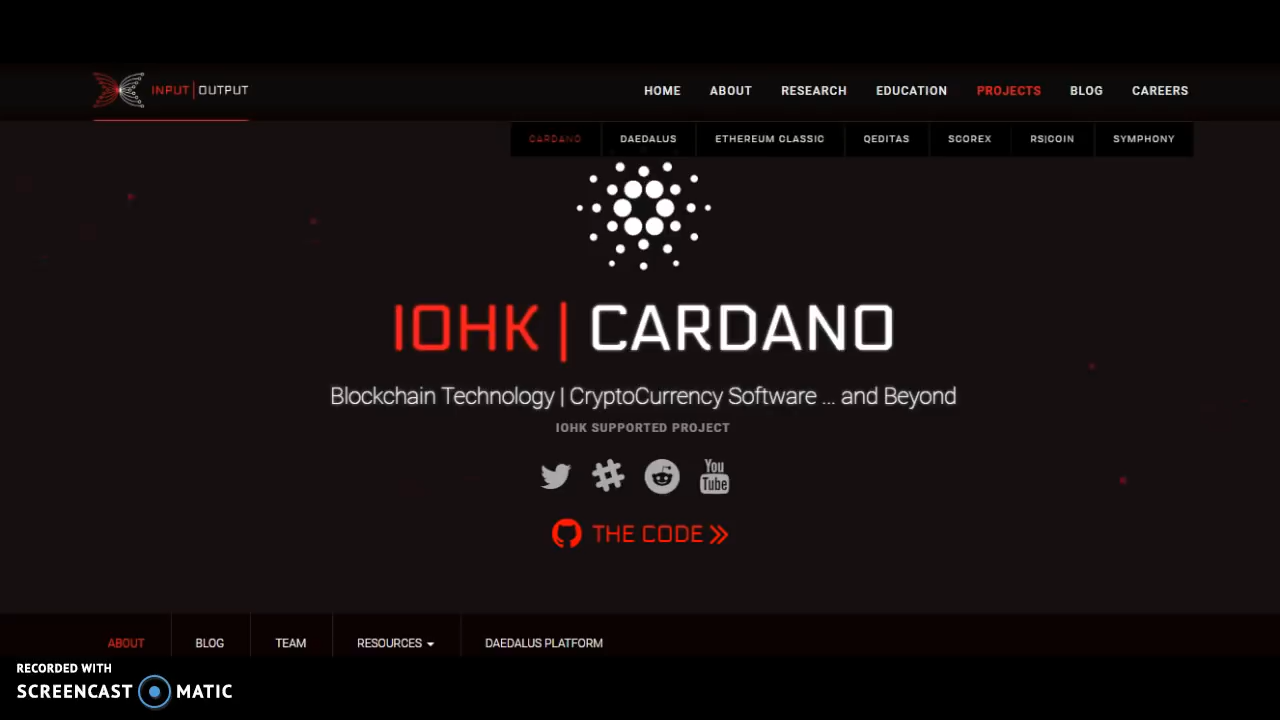 INPUT|OUTPUT HOME ABOUT RESEARCH EDUCATION PROJECTS BLOG CAREERS
CARDANO DAEDALUS ETHEREUM CLASSIC QEDITAS SCOREX RS|COIN SYMPHONY
IOHK | CARDANO
Blockchain Technology | CryptoCurrency Software ... and Beyond
IOHK SUPPORTED PROJECT
You
Tube
THE CODE
ABOUT BLOG TEAM RESOURCES DAEDALUS PLATFORM
RECORDED WITH
SCREENCAST MATIC